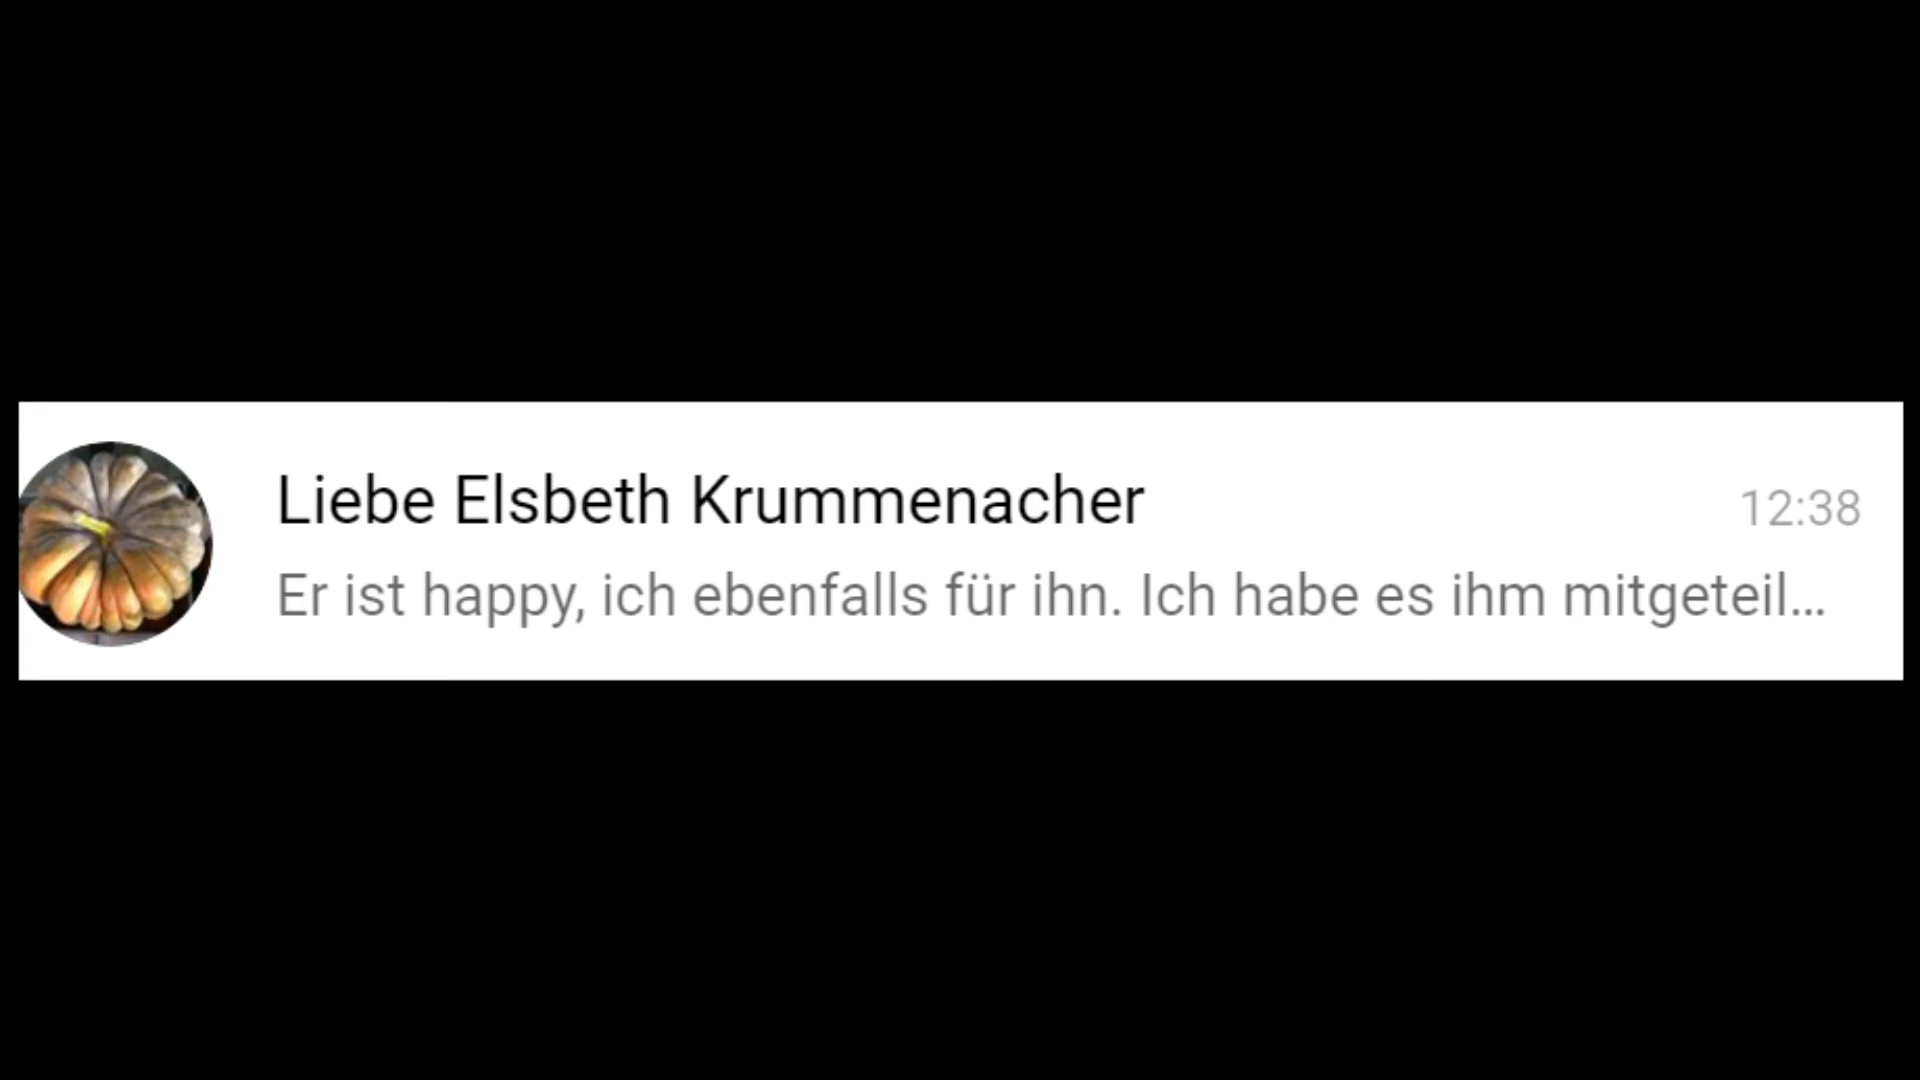 Liebe Elsbeth Krummenacher
12:38
Er ist happy, ich ebenfalls für ihn. Ich habe es ihm mitgeteil...